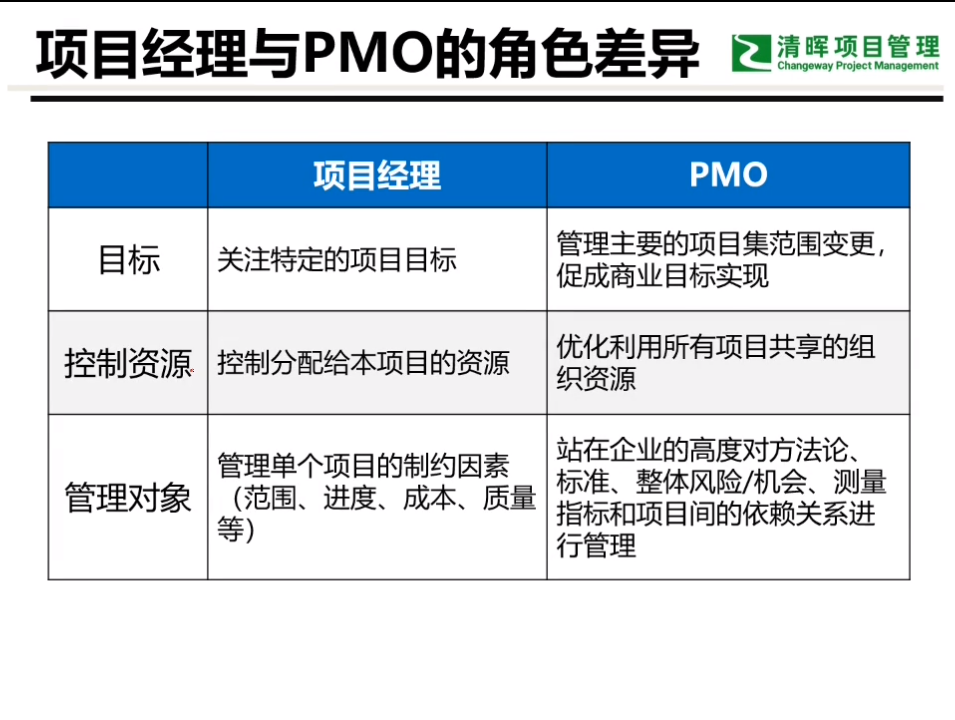 项目经理与PMO的角色差异
清晖项目管理
Changeway Project Management
项目经理
PMO
目标
关注特定的项目目标
管理主要的项目集范围变更，
促成商业目标实现
控制资源
控制分配给本项目的资源
优化利用所有项目共享的组
织资源
管理对象
管理单个项目的制约因素
（范围、进度、成本、质量
等）
站在企业的高度对方法论、
标准、整体风险/机会、测量
指标和项目间的依赖关系进
行管理